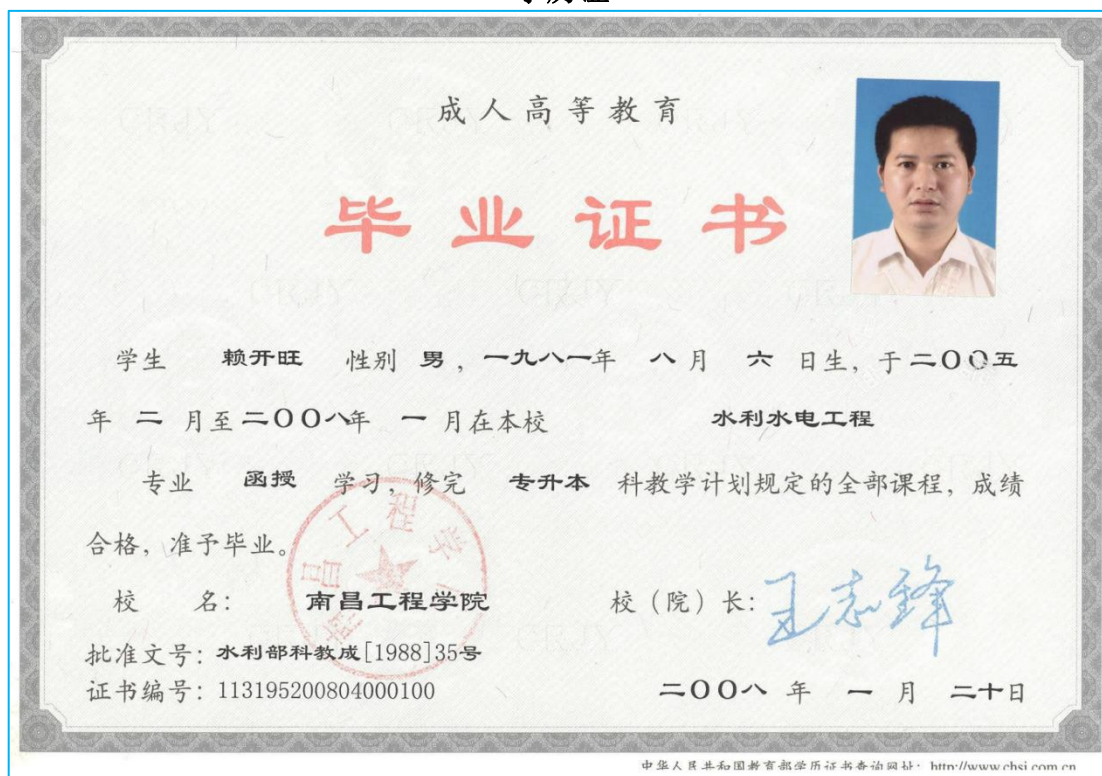 成人高等教育
毕业证书
学生 赖开旺 性别 男，一九八一年 八月 六 日生，于二〇〇五
年 二 月至二〇〇八年 一 月在本校 水利水电工程
专业 函授 学习，修完 专升本 科教学计划规定的全部课程，成绩
合格，准予毕业。
校 名： 南昌工程学院 校（院）长：王志锋
批准文号：水利部科教成[1988]35号
证书编号：113195200804000100 二〇〇八 年 一 月 二十日
中华人民共和国教育部学历证书查询网址：http://www.chsi.com.cn